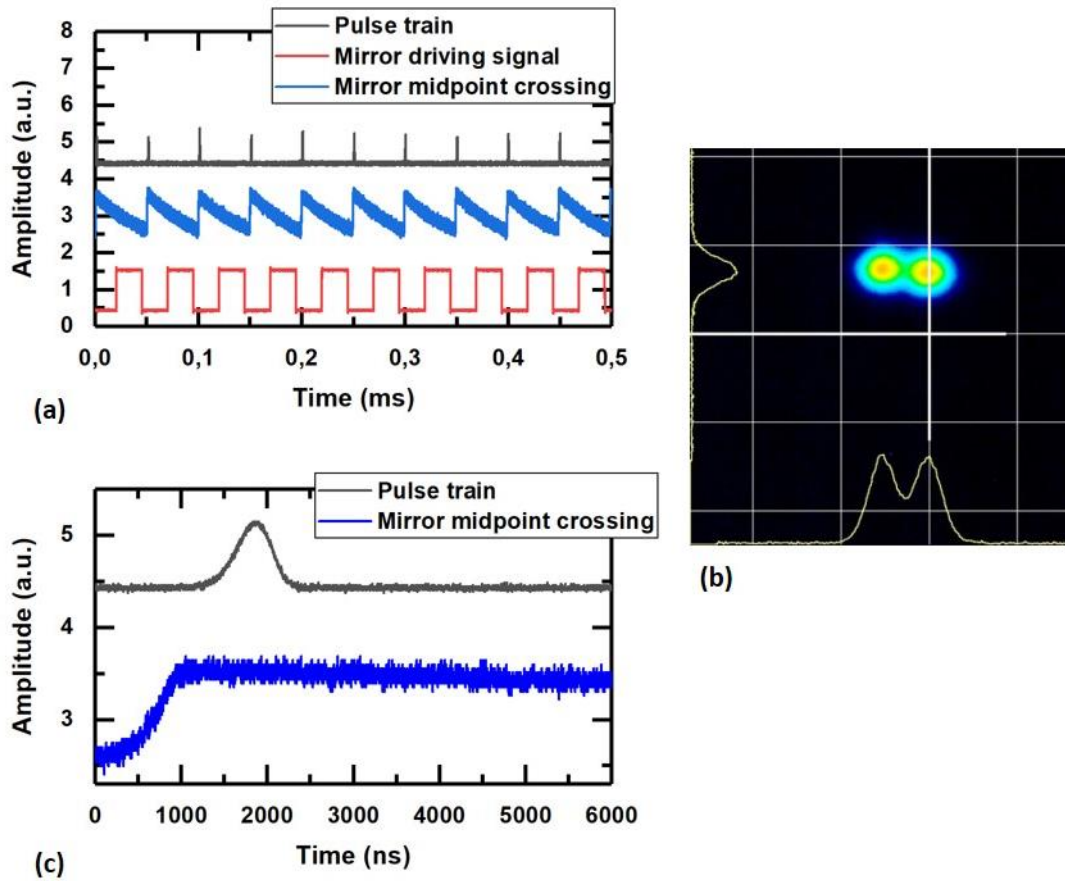 Pulse train
Mirror driving signal
Mirror midpoint crossing
Amplitude (a.u.)
8
7
6
5
4
3
2
1
0
0,0 0,1 0,2 0,3 0,4 0,5
Time (ms)
(a)
(b)
Pulse train
Mirror midpoint crossing
Amplitude (a.u.)
5
4
3
0 1000 2000 3000 4000 5000 6000
Time (ns)
(c)